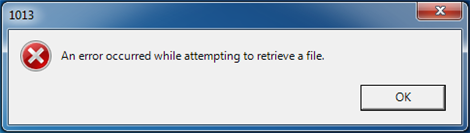 1013
An error occurred while attempting to retrieve a file.
OK